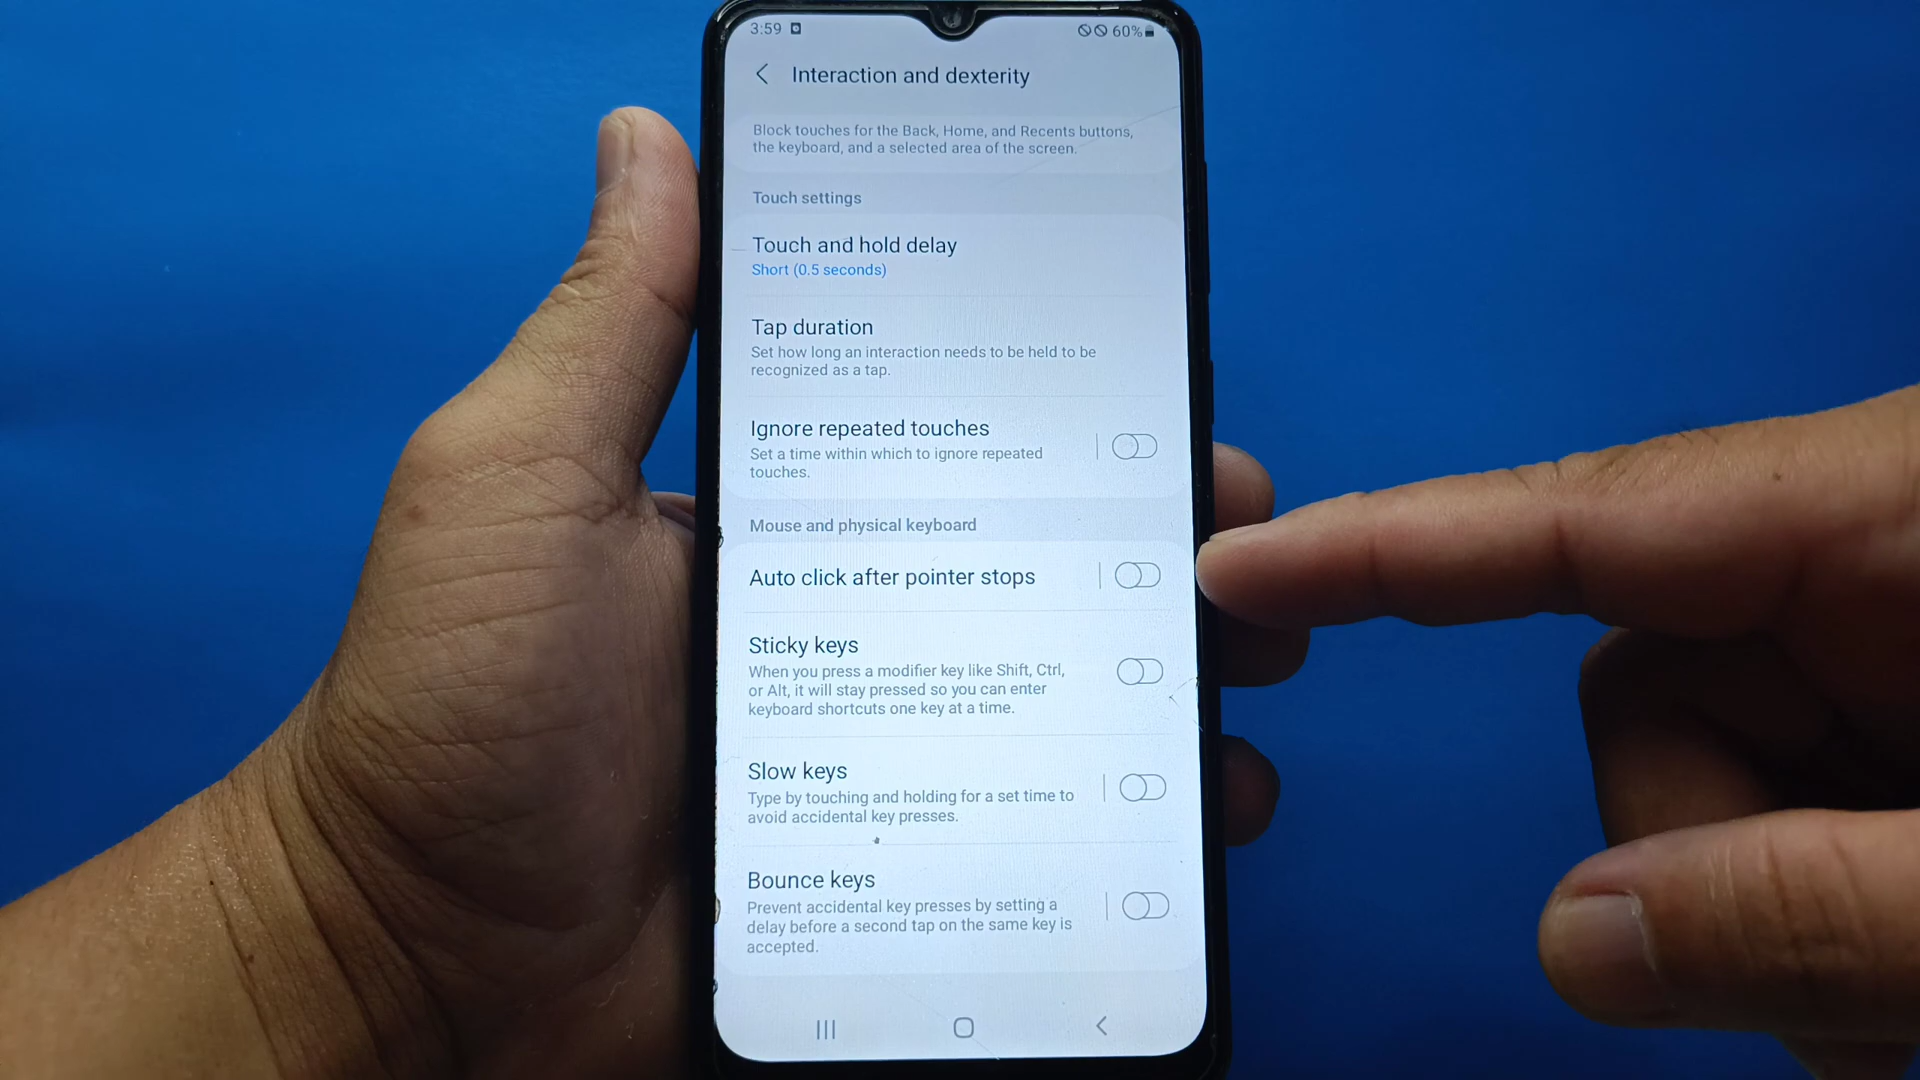 3:59
60%
Interaction and dexterity
Block touches for the Back, Home, and Recents buttons,
the keyboard, and a selected area of the screen.
Touch settings
Touch and hold delay
Short (0.5 seconds)
Tap duration
Set how long an interaction needs to be held to be
recognized as a tap.
Ignore repeated touches
Set a time within which to ignore repeated
touches.
Mouse and physical keyboard
Auto click after pointer stops
Sticky keys
When you press a modifier key like Shift, Ctrl,
or Alt, it will stay pressed so you can enter
keyboard shortcuts one key at a time.
Slow keys
Type by touching and holding for a set time to
avoid accidental key presses.
Bounce keys
Prevent accidental key presses by setting a
delay before a second tap on the same key is
accepted.